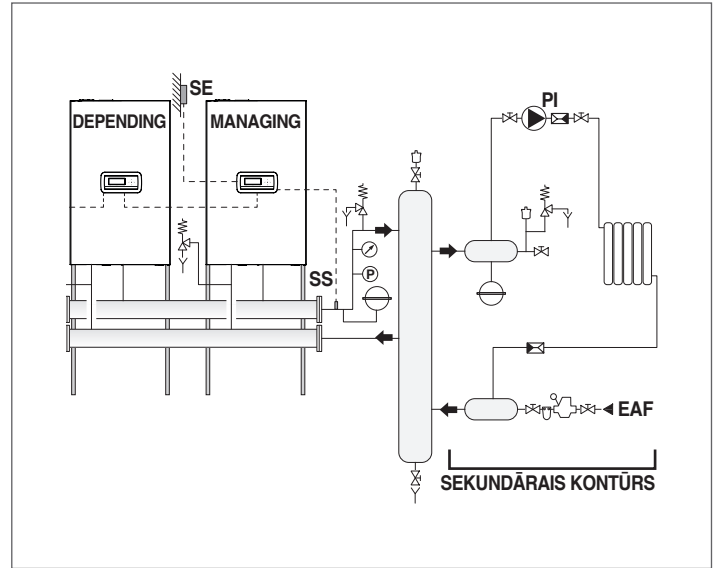 SE
PI
DEPENDING
MANAGING
SS
P
EAF
SEKUNDĀRAIS KONTŪRS